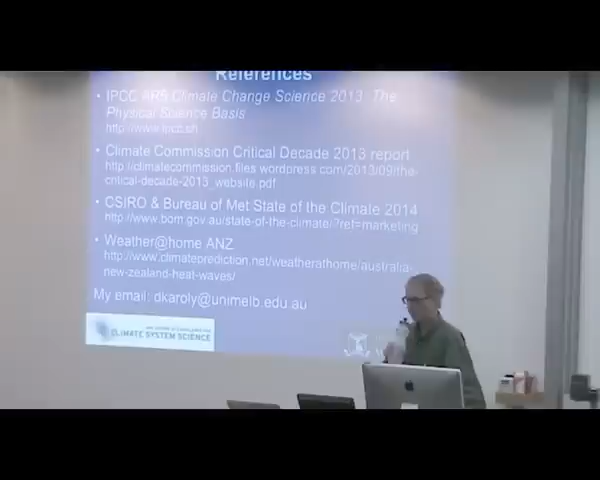 References
• IPCC AR5 Climate Change Science 2013: The
Physical Science Basis
http://www.ipcc.ch
• Climate Commission Critical Decade 2013 report
http://climatecommission.files.wordpress.com/2013/09/the-
critical-decade-2013_website.pdf
• CSIRO & Bureau of Met State of the Climate 2014
http://www.bom.gov.au/state-of-the-climate/?ref=marketing
• Weather@home ANZ
http://www.climateprediction.net/weatherathome/australia-
new-zealand-heat-waves/
My email: dkaroly@unimelb.edu.au
CLIMATE SYSTEM SCIENCE